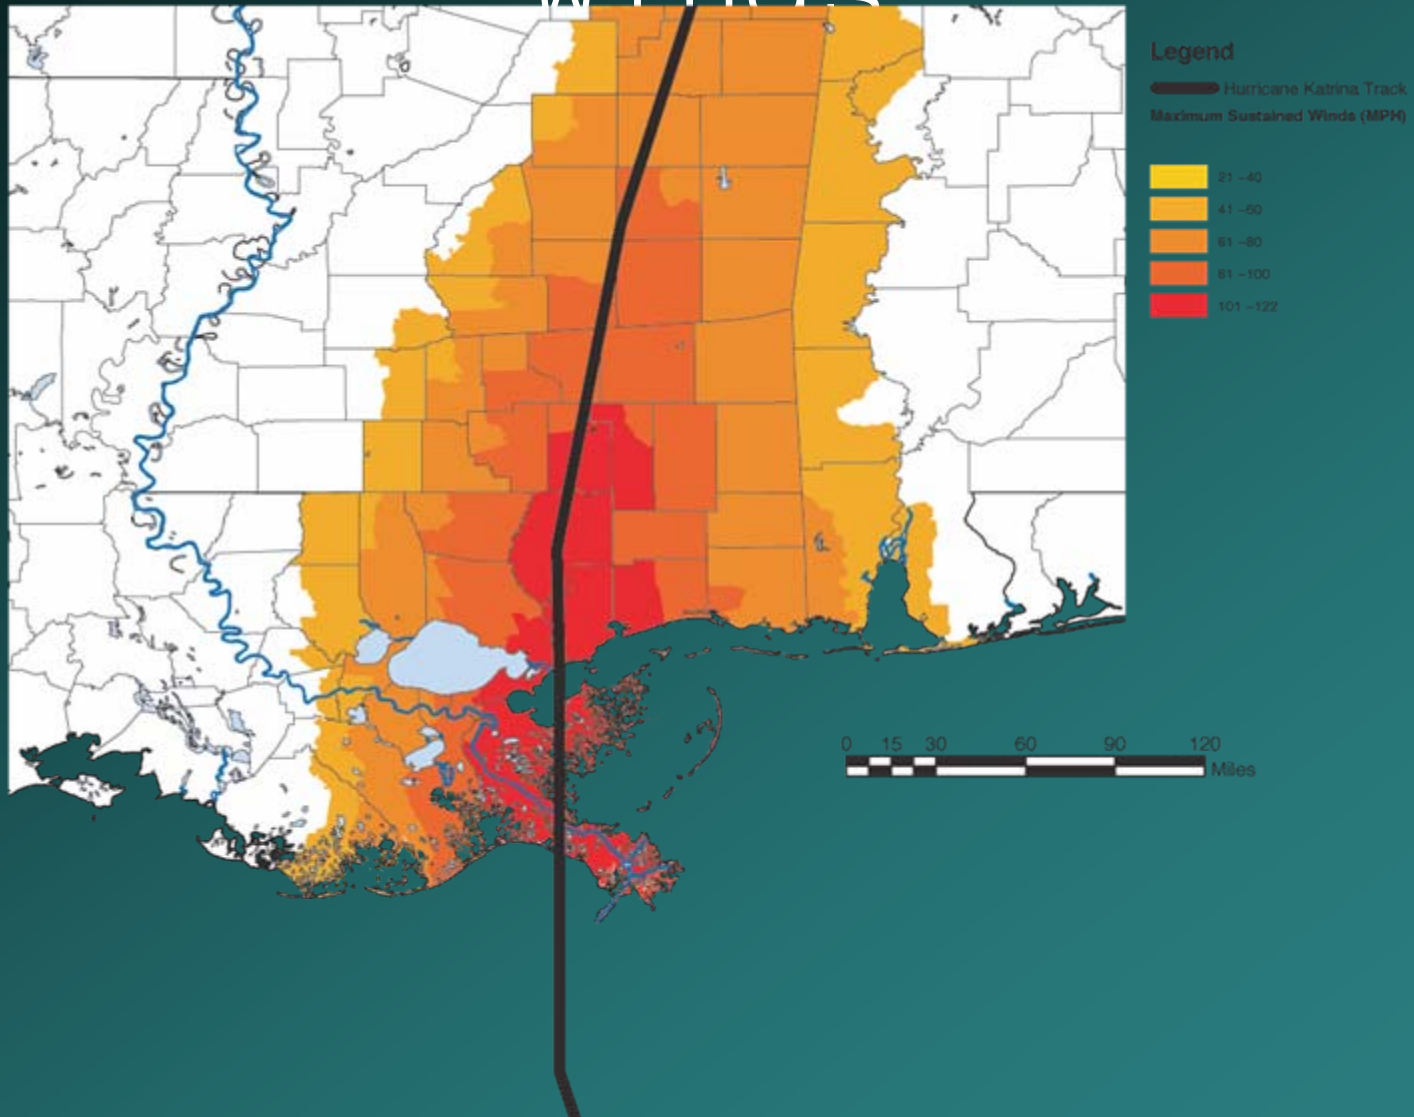 Legend
Hurricane Katrina Track
Maximum Sustained Winds (MPH)
21 -40
41 -60
61 -80
81 -100
101 -122
0 15 30 60 90 120
Miles